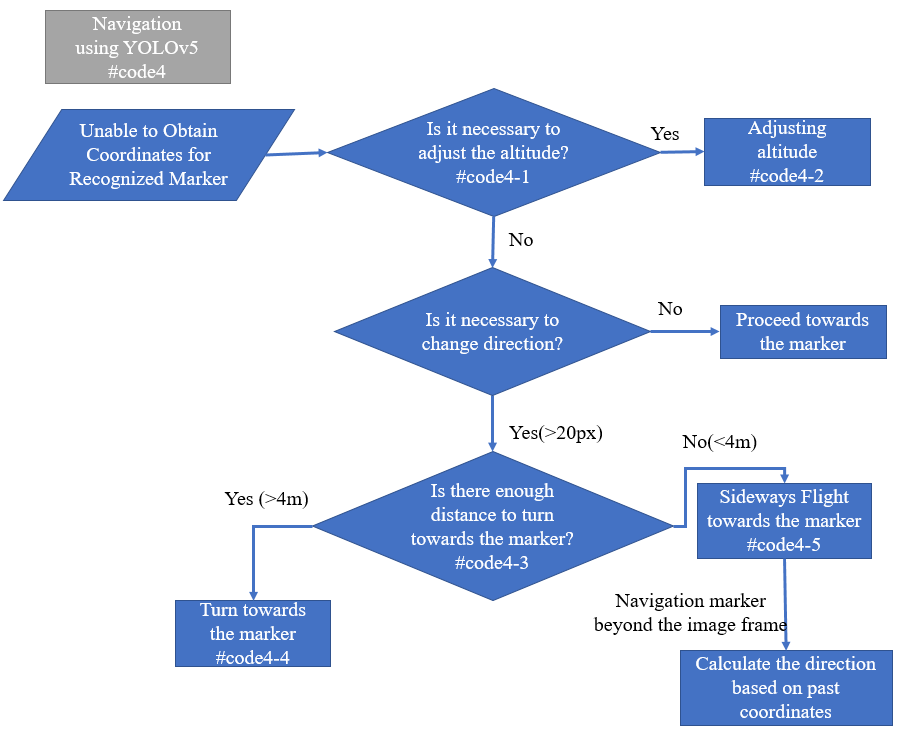 Navigation
using YOLOv5
#code4
Unable to Obtain
Coordinates for
Recognized Marker
Is it necessary to
adjust the altitude?
#code4-1
Yes
Adjusting
altitude
#code4-2
No
Is it necessary to
change direction?
No
Proceed towards
the marker
Yes(>20px)
No(<4m)
Is there enough
distance to turn
towards the marker?
#code4-3
Yes (>4m)
Sideways Flight
towards the marker
#code4-5
Turn towards
the marker
#code4-4
Navigation marker
beyond the image frame
Calculate the direction
based on past
coordinates